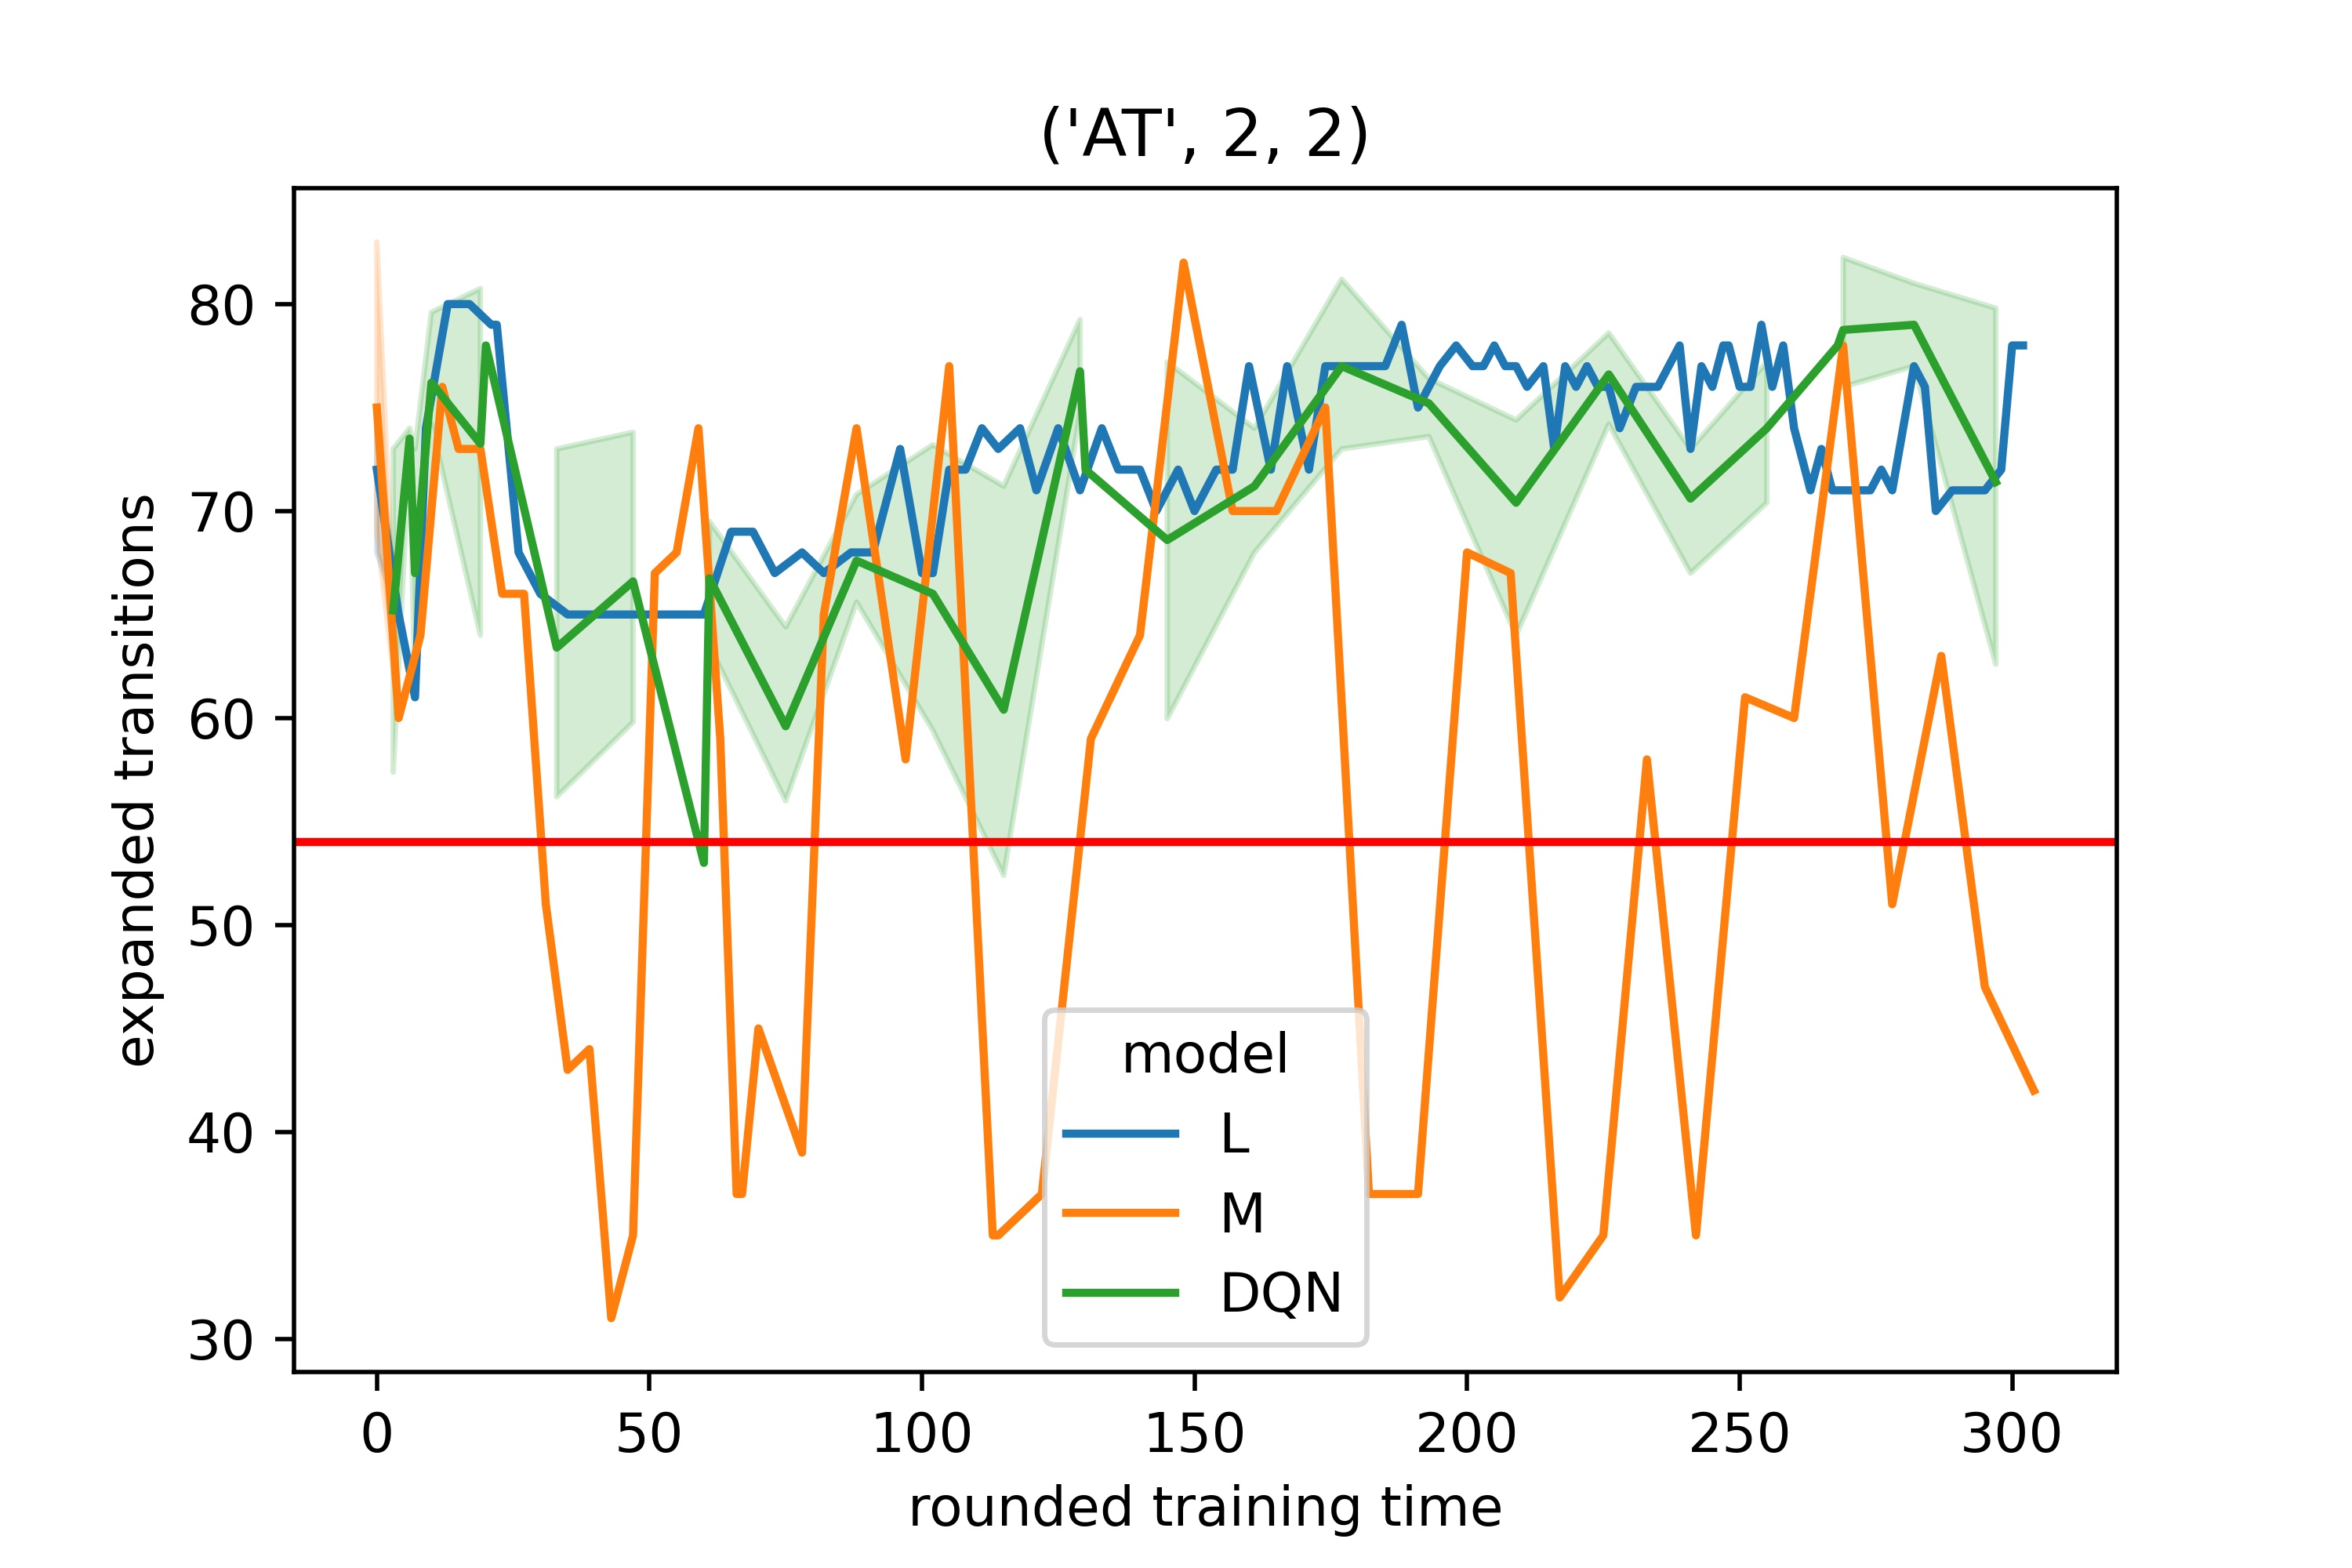 ('AT', 2, 2)
expanded transitions
80
70
60
50
40
30
model
L
M
DQN
0 50 100 150 200 250 300
rounded training time